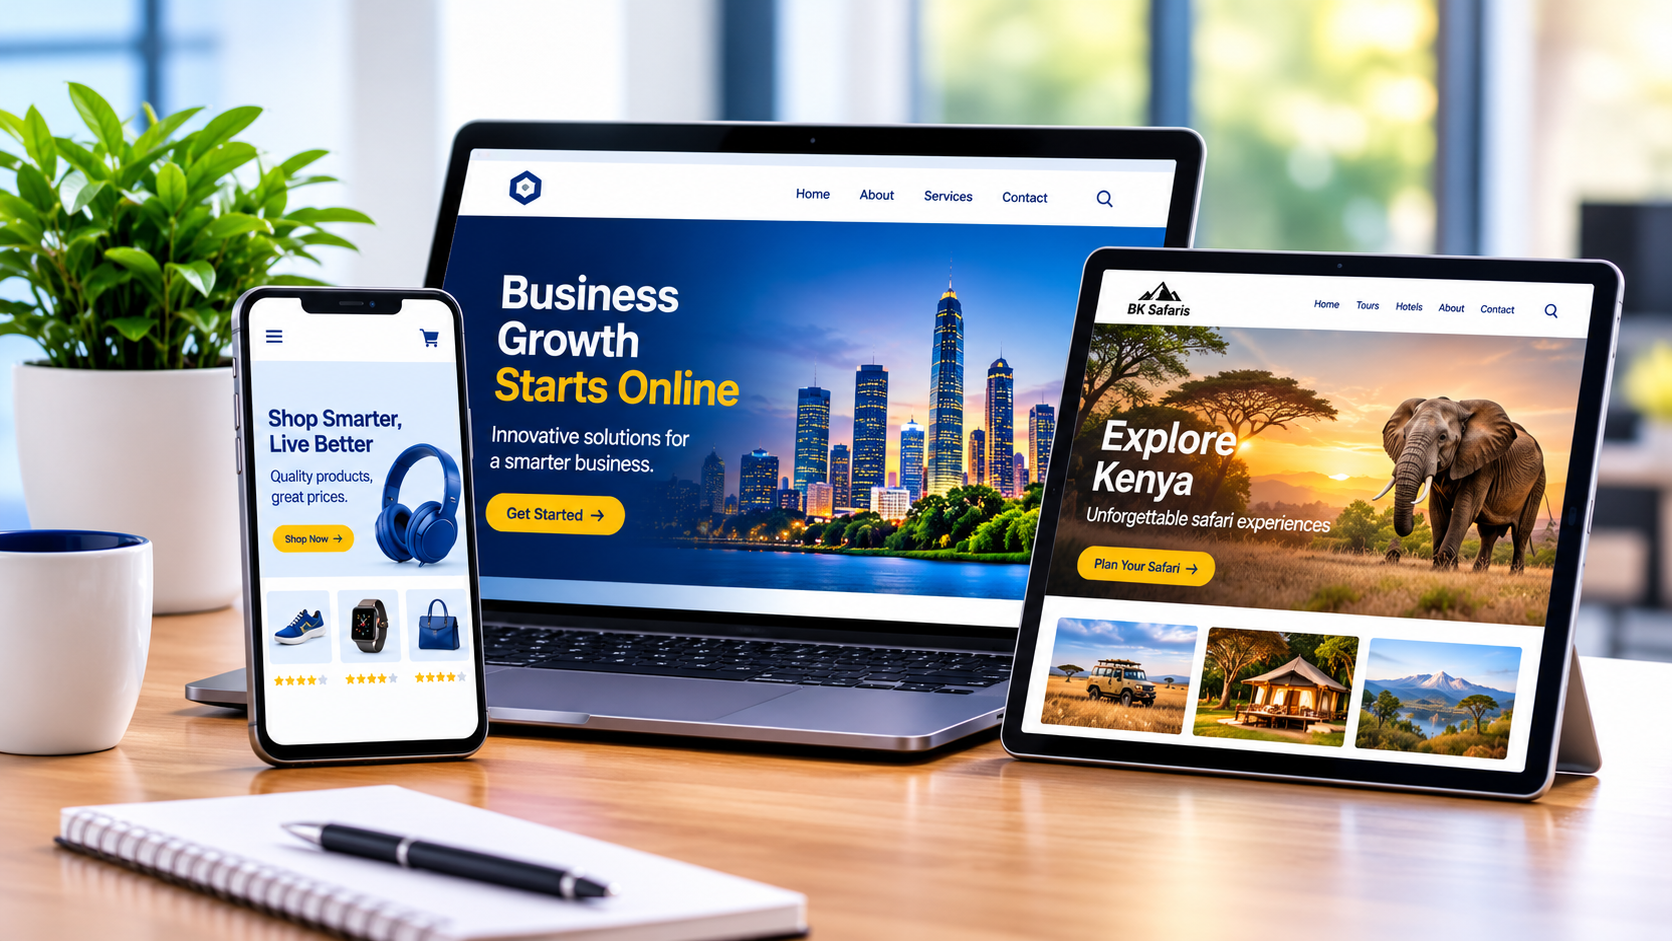 Shop Smarter,
Live Better
Quality products,
great prices.
Shop Now →
Home About Services Contact
Business
Growth
Starts Online
Innovative solutions for
a smarter business.
Get Started →
BK Safaris
Home Tours Hotels About Contact
Explore
Kenya
Unforgettable safari experiences
Plan Your Safari →